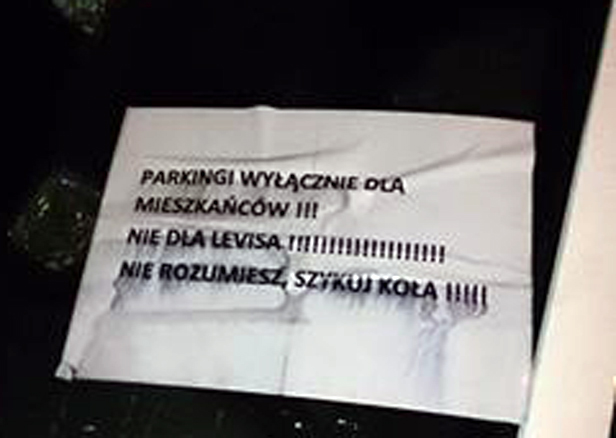 PARKINGI WYŁĄCZNIE DLA
MIESZKAŃCÓW !!!
NIE DLA LEVISA !!!!!!!!!!!!!!!!!!!!
NIE ROZUMIESZ, SZYKUJ KOŁA !!!!!